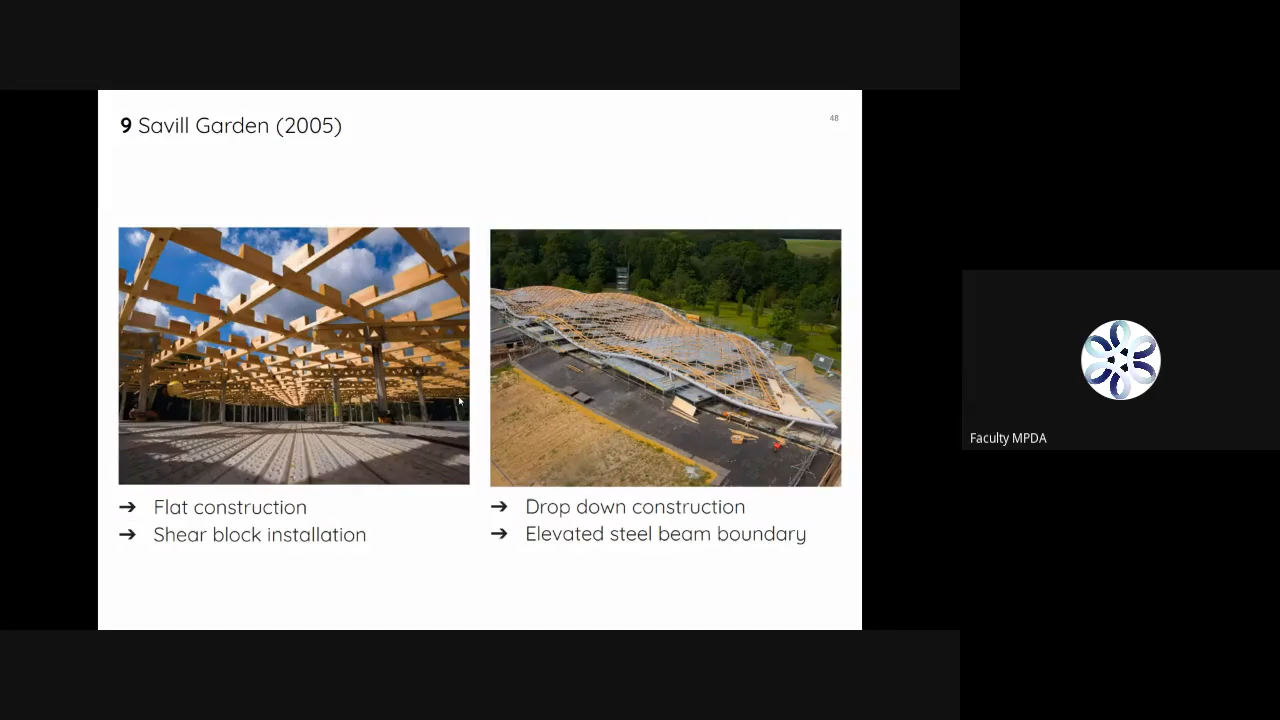 9 Savill Garden (2005)
48
➔ Flat construction
➔ Shear block installation
➔ Drop down construction
➔ Elevated steel beam boundary
Faculty MPDA